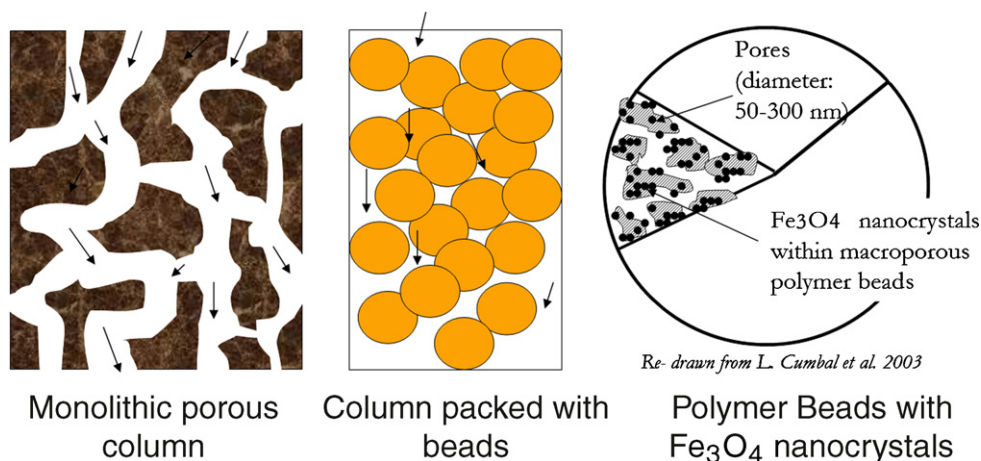 Pores
(diameter:
50-300 nm)
Fe3O4 nanocrystals
within macroporous
polymer beads
Re- drawn from L. Cumbal et al. 2003
Monolithic porous
column
Column packed with
beads
Polymer Beads with
Fe₃O₄ nanocrystals